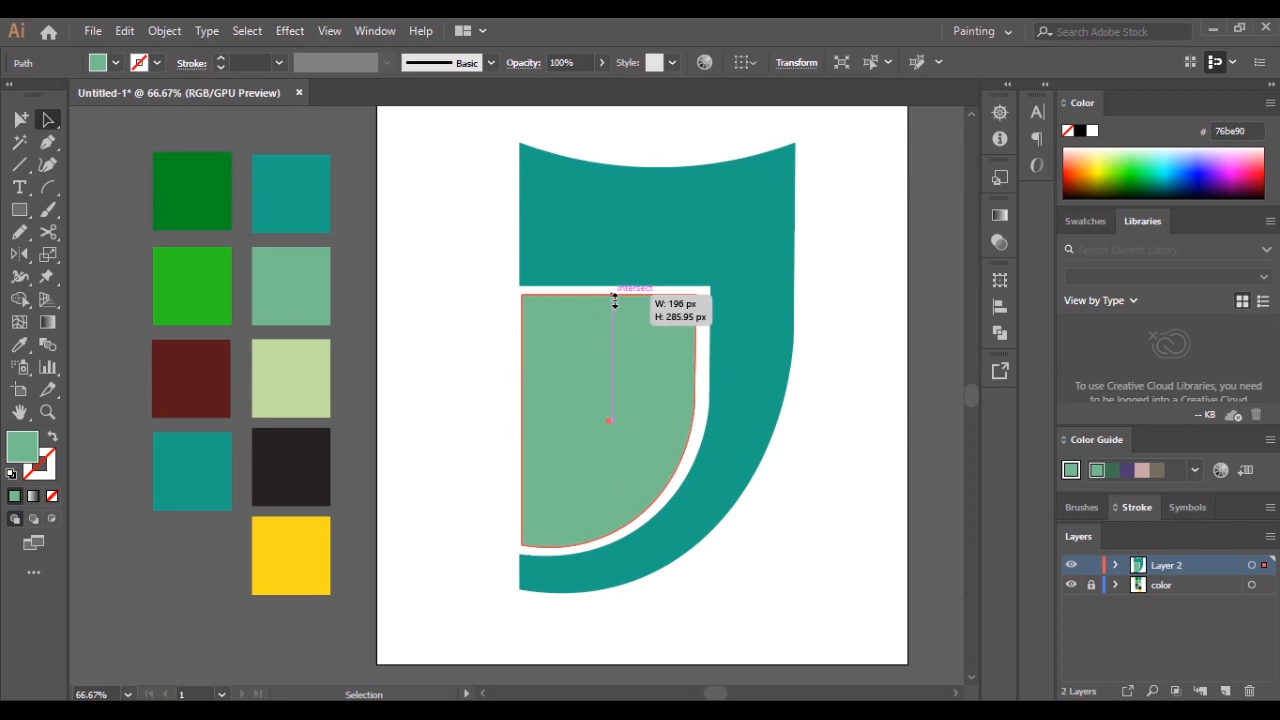 Ai File Edit Object Type Select Effect View Window Help Painting Search Adobe Stock
Path Stroke: Basic Opacity: 100% Style: Transform
Untitled-1* @ 66.67% (RGB/GPU Preview)
Color
# 76be90
Swatches Libraries
Search Current Library
View by Type
To use Creative Cloud Libraries, you need
to be logged into a Creative Cloud
-- KB
Color Guide
Brushes Stroke Symbols
Layers
Layer 2
color
2 Layers
intersect
W: 196 px
H: 285.95 px
66.67% 1 Selection